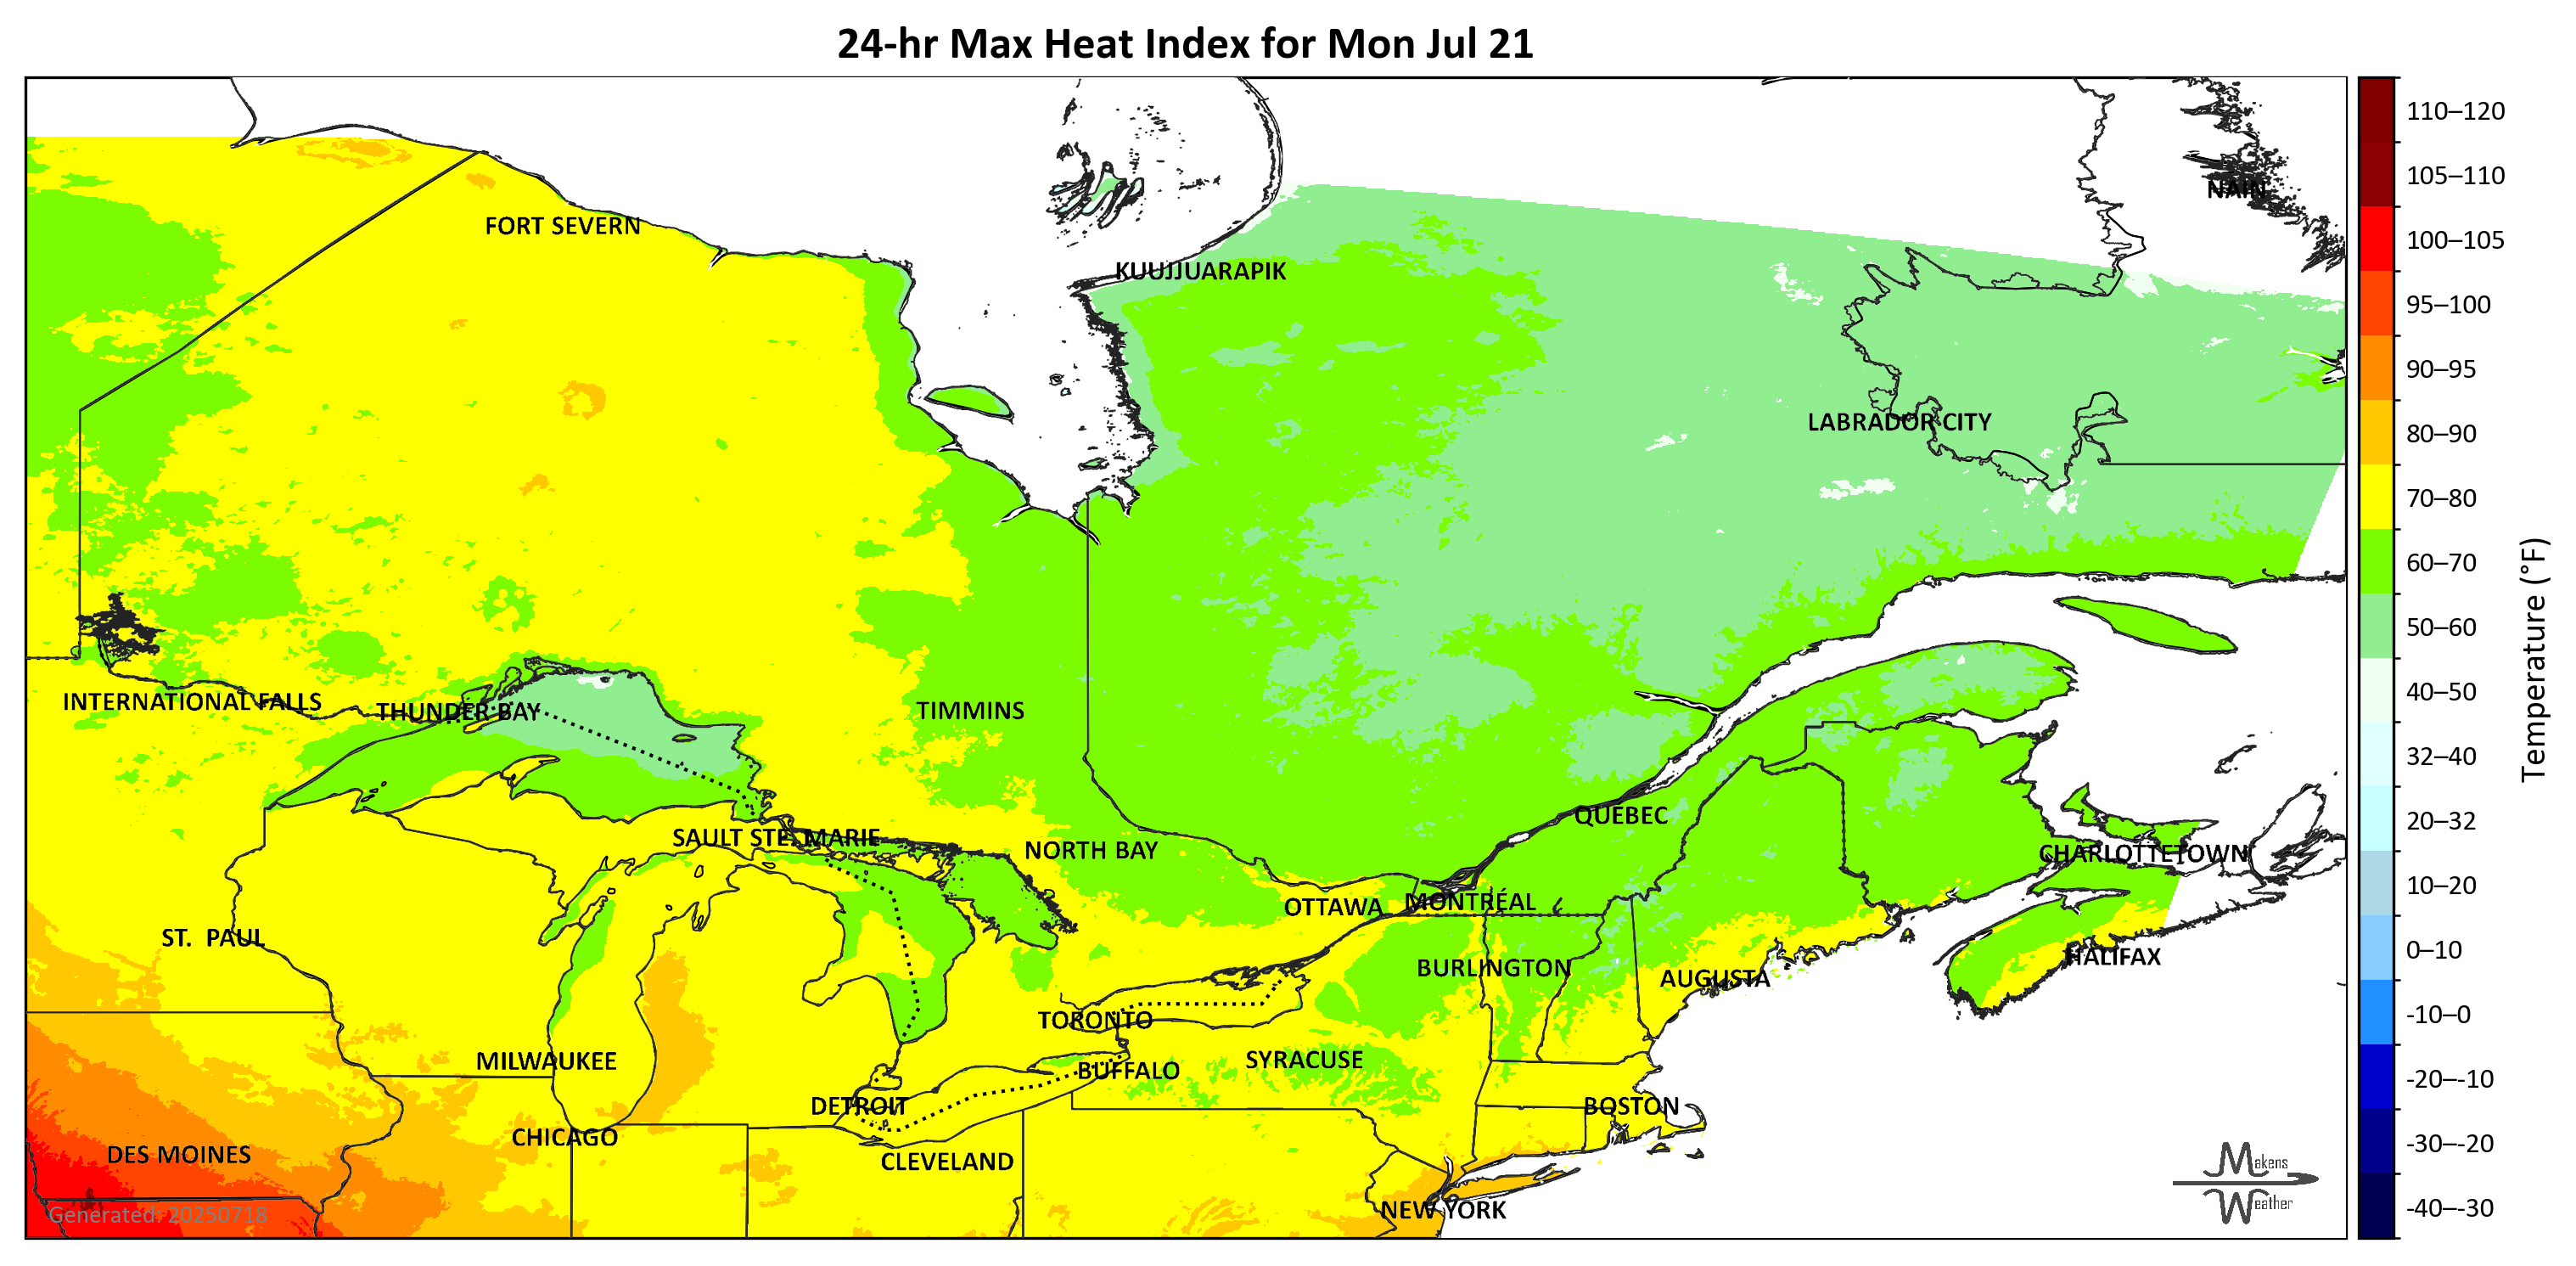 24-hr Max Heat Index for Mon Jul 21
NAIN
FORT SEVERN
KUUJJUARAPIK
LABRADOR CITY
INTERNATIONAL FALLS
THUNDER BAY
TIMMINS
SAULT STE. MARIE
NORTH BAY
QUÉBEC
CHARLOTTETOWN
OTTAWA
MONTRÉAL
ST. PAUL
BURLINGTON
AUGUSTA
HALIFAX
TORONTO
MILWAUKEE
BUFFALO
SYRACUSE
DETROIT
BOSTON
CHICAGO
DES MOINES
CLEVELAND
NEW YORK
Generated: 20250718
Makens
Weather
110–120
105–110
100–105
95–100
90–95
80–90
70–80
60–70
50–60
40–50
32–40
20–32
10–20
0–10
-10–0
-20–-10
-30–-20
-40–-30
Temperature (°F)